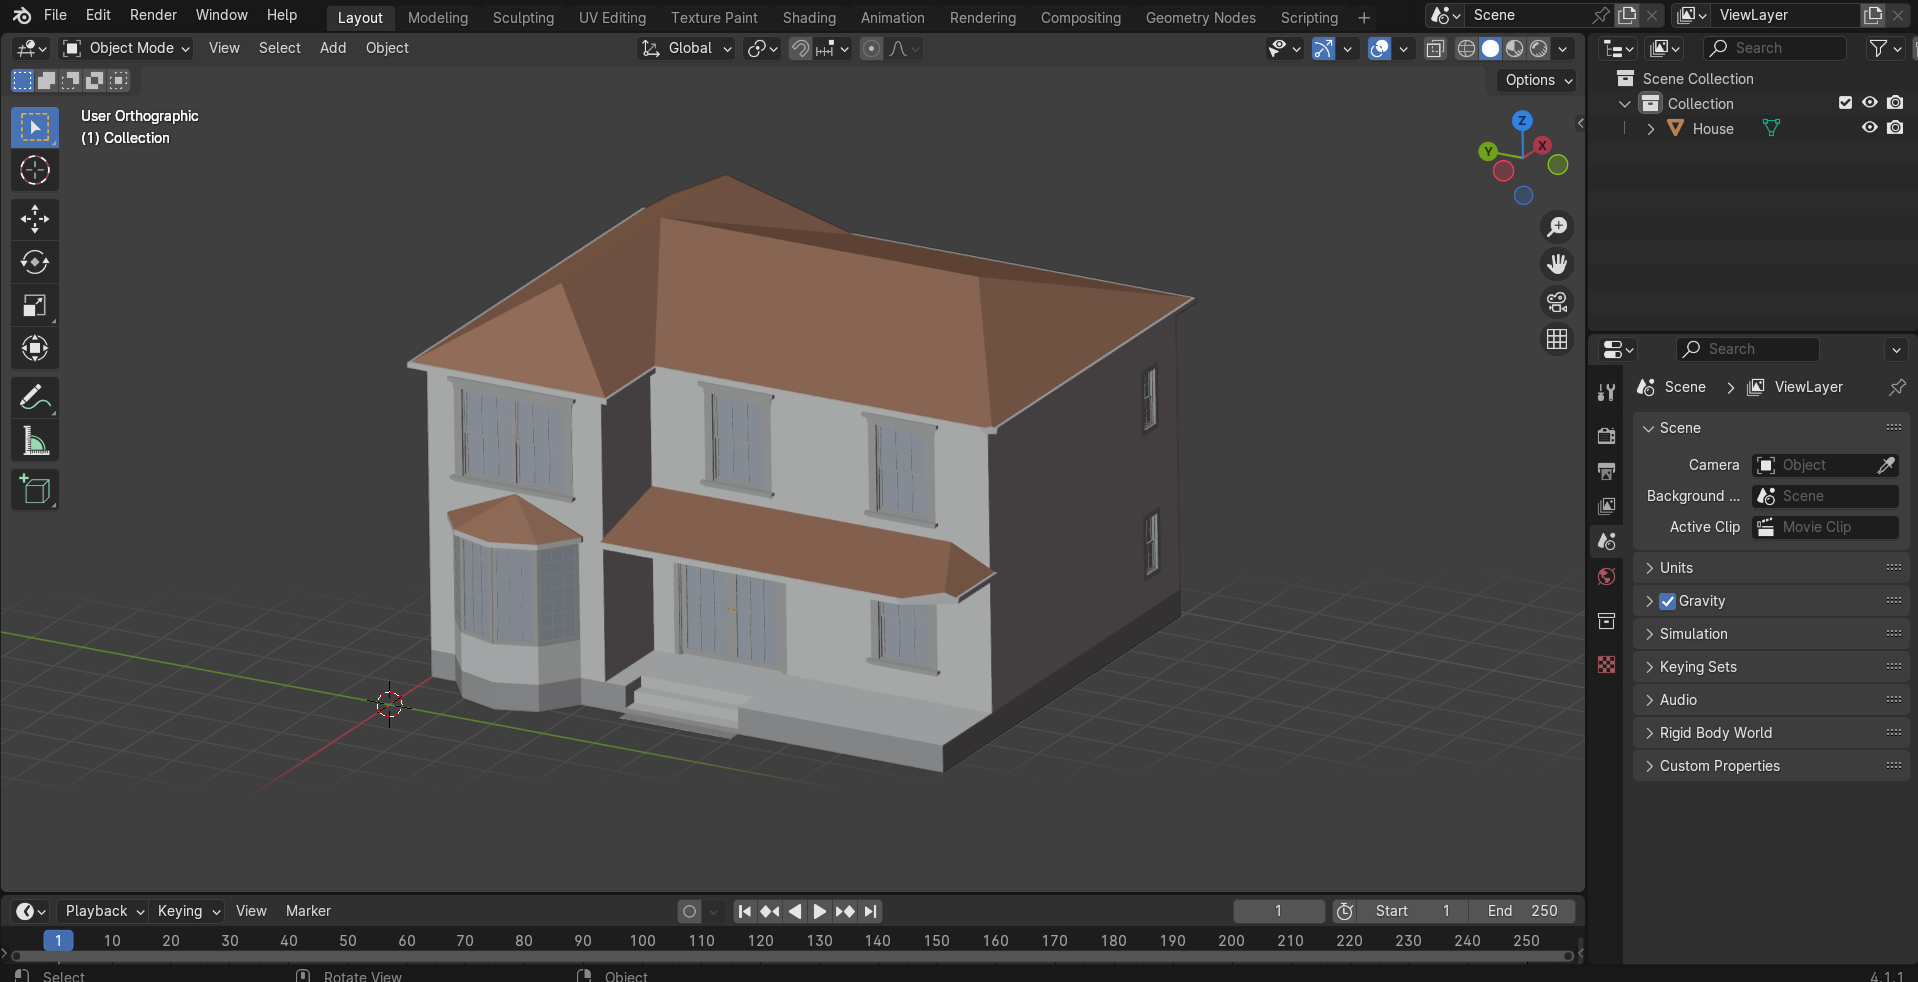 File Edit Render Window Help Layout Modeling Sculpting UV Editing Texture Paint Shading Animation Rendering Compositing Geometry Nodes Scripting + Scene ViewLayer
Object Mode View Select Add Object Global Search
Options
User Orthographic
(1) Collection
Z
Y X
Scene Collection
Collection
House
Search
Scene ViewLayer
Scene
Camera Object
Background ... Scene
Active Clip Movie Clip
Units
Gravity
Simulation
Keying Sets
Audio
Rigid Body World
Custom Properties
Playback Keying View Marker 1 Start 1 End 250
1 10 20 30 40 50 60 70 80 90 100 110 120 130 140 150 160 170 180 190 200 210 220 230 240 250
Select Rotate View Object 4.1.1